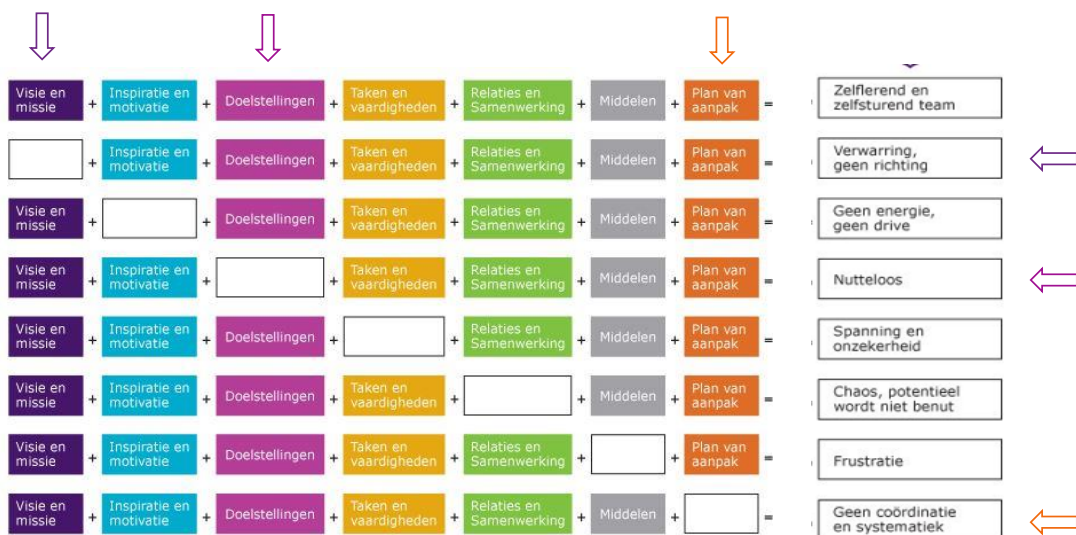 Visie en missie + Inspiratie en motivatie + Doelstellingen + Taken en vaardigheden + Relaties en Samenwerking + Middelen + Plan van aanpak = Zelflerend en zelfsturend team
+ Inspiratie en motivatie + Doelstellingen + Taken en vaardigheden + Relaties en Samenwerking + Middelen + Plan van aanpak = Verwarring, geen richting
Visie en missie + + Doelstellingen + Taken en vaardigheden + Relaties en Samenwerking + Middelen + Plan van aanpak = Geen energie, geen drive
Visie en missie + Inspiratie en motivatie + + Taken en vaardigheden + Relaties en Samenwerking + Middelen + Plan van aanpak = Nutteloos
Visie en missie + Inspiratie en motivatie + Doelstellingen + + Relaties en Samenwerking + Middelen + Plan van aanpak = Spanning en onzekerheid
Visie en missie + Inspiratie en motivatie + Doelstellingen + Taken en vaardigheden + + Middelen + Plan van aanpak = Chaos, potentieel wordt niet benut
Visie en missie + Inspiratie en motivatie + Doelstellingen + Taken en vaardigheden + Relaties en Samenwerking + + Plan van aanpak = Frustratie
Visie en missie + Inspiratie en motivatie + Doelstellingen + Taken en vaardigheden + Relaties en Samenwerking + Middelen + = Geen coördinatie en systematiek